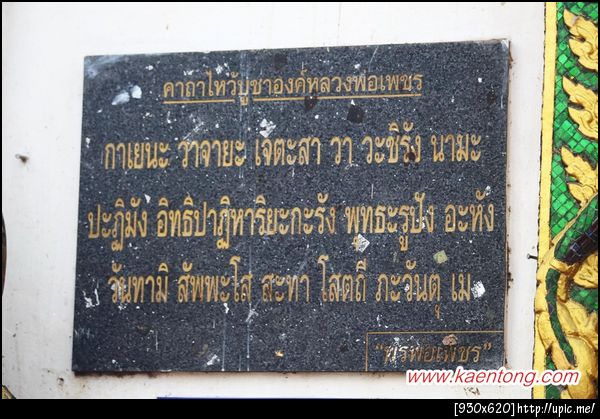 คาถาไหว้บูชาองค์หลวงพ่อเพชร
กาเยนะ วาจายะ เจตะสา วา วะชิรัง นามะ
ปะฏิมัง อิทธิปาฏิหาริยะกะรัง พุทธะรูปัง อะหัง
วันทามิ สัพพะโส สะทา โสตถี ภะวันตุ เม
"พรพ่อเพ็ชร"
www.kaentong.com
[930x620]http://upic.me/